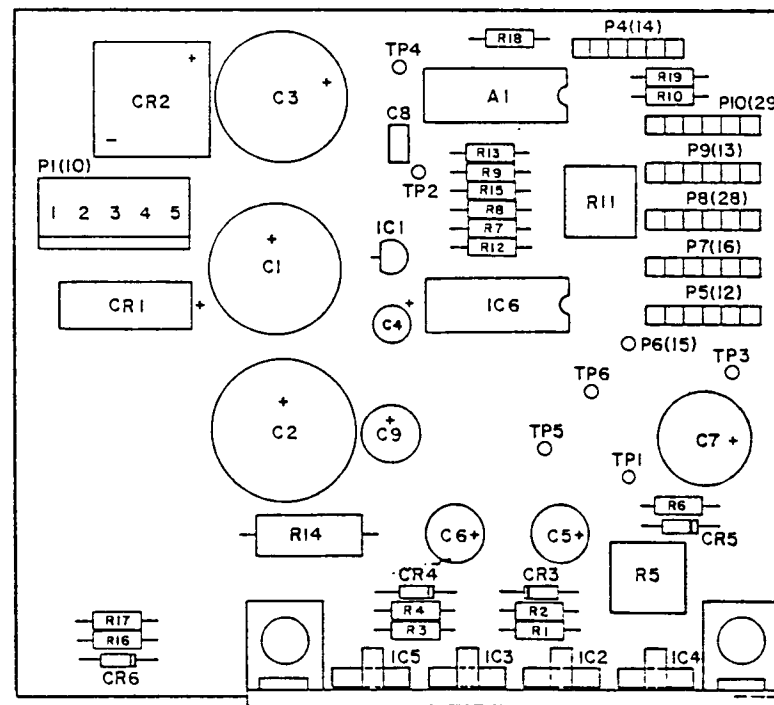 P4(14)
R18
TP4
+
CR2
-
C3
+
A1
R19
R10
C8
P10(29
P1(10)
1 2 3 4 5
R13
R9
R15
R8
R7
R12
TP2
R11
P9(13)
P8(28)
IC1
+
C1
P7(16)
CR1
+
+
C4
IC6
P5(12)
P6(15)
TP3
TP6
+
C2
+
C9
TP5
C7
+
TP1
R6
CR5
R14
C6
+
C5
+
R5
CR4
CR3
R4
R3
R2
R1
R17
R16
CR6
IC5
IC3
IC2
IC4